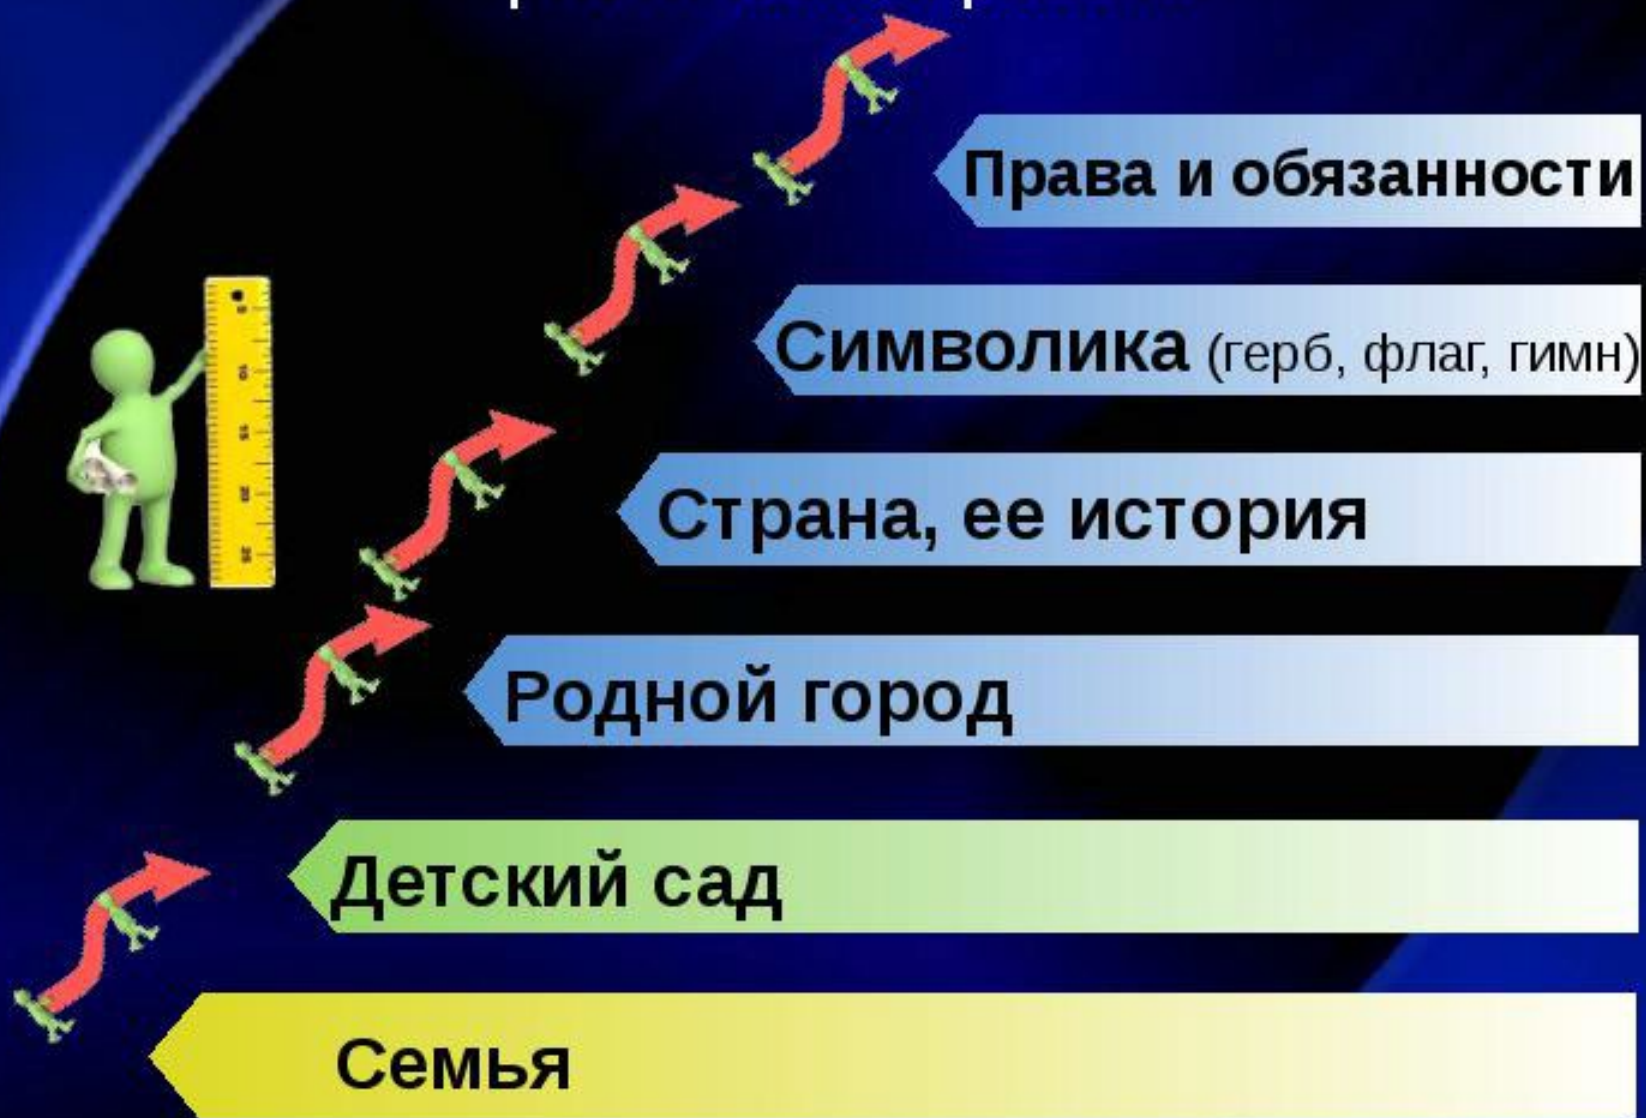 Права и обязанности
Символика (герб, флаг, гимн)
Страна, ее история
Родной город
Детский сад
Семья